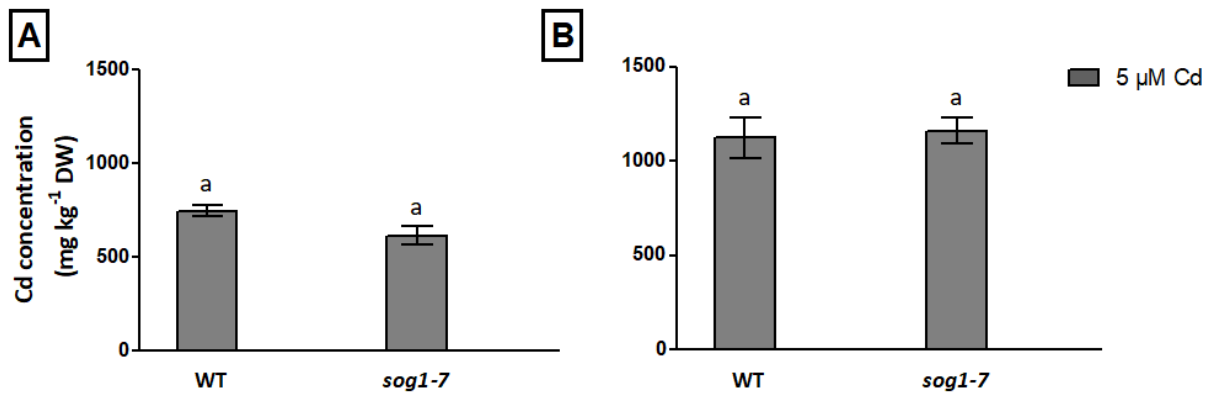 A
B
Cd concentration
(mg kg-1 DW)
1500
1000
500
0
a
a
WT
sog1-7
1500
1000
500
0
a
a
WT
sog1-7
5 µM Cd